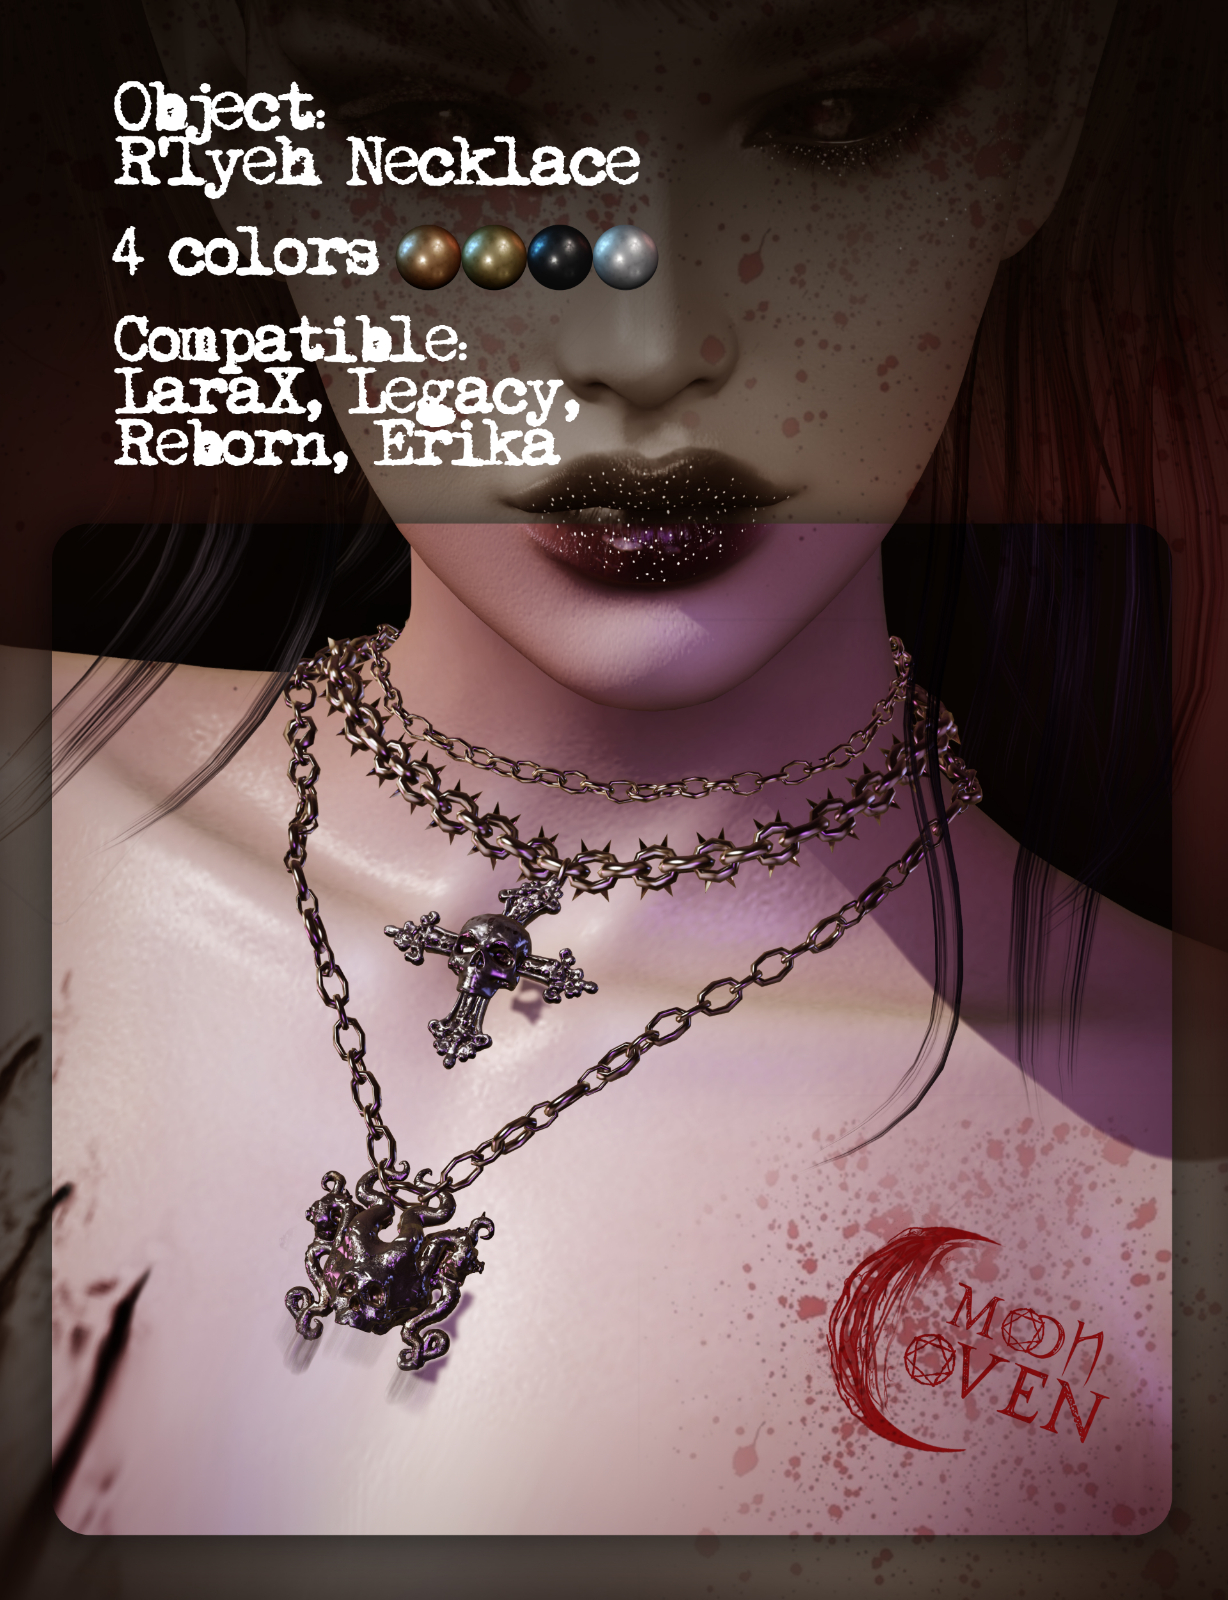 Object:
R'lyeh Necklace
4 colors
Compatible:
LaraX, Legacy,
Reborn, Erika
MOON
COVEN